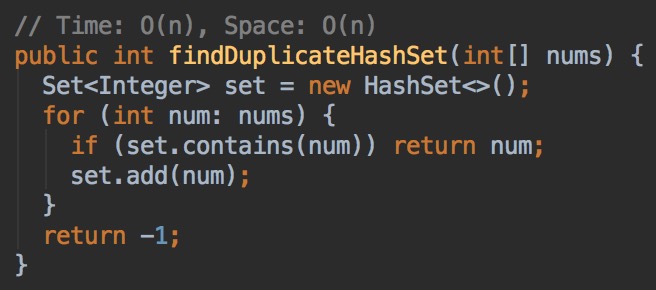 // Time: O(n), Space: O(n)
public int findDuplicateHashSet(int[] nums) {
  Set<Integer> set = new HashSet<>();
  for (int num: nums) {
    if (set.contains(num)) return num;
    set.add(num);
  }
  return -1;
}